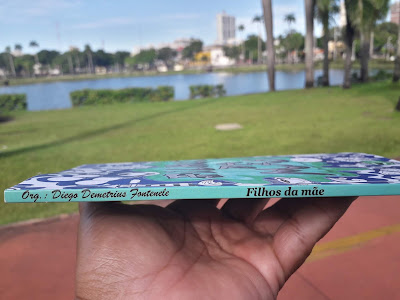 Org. : Diego Demetrius Fontenele Filhos da mãe